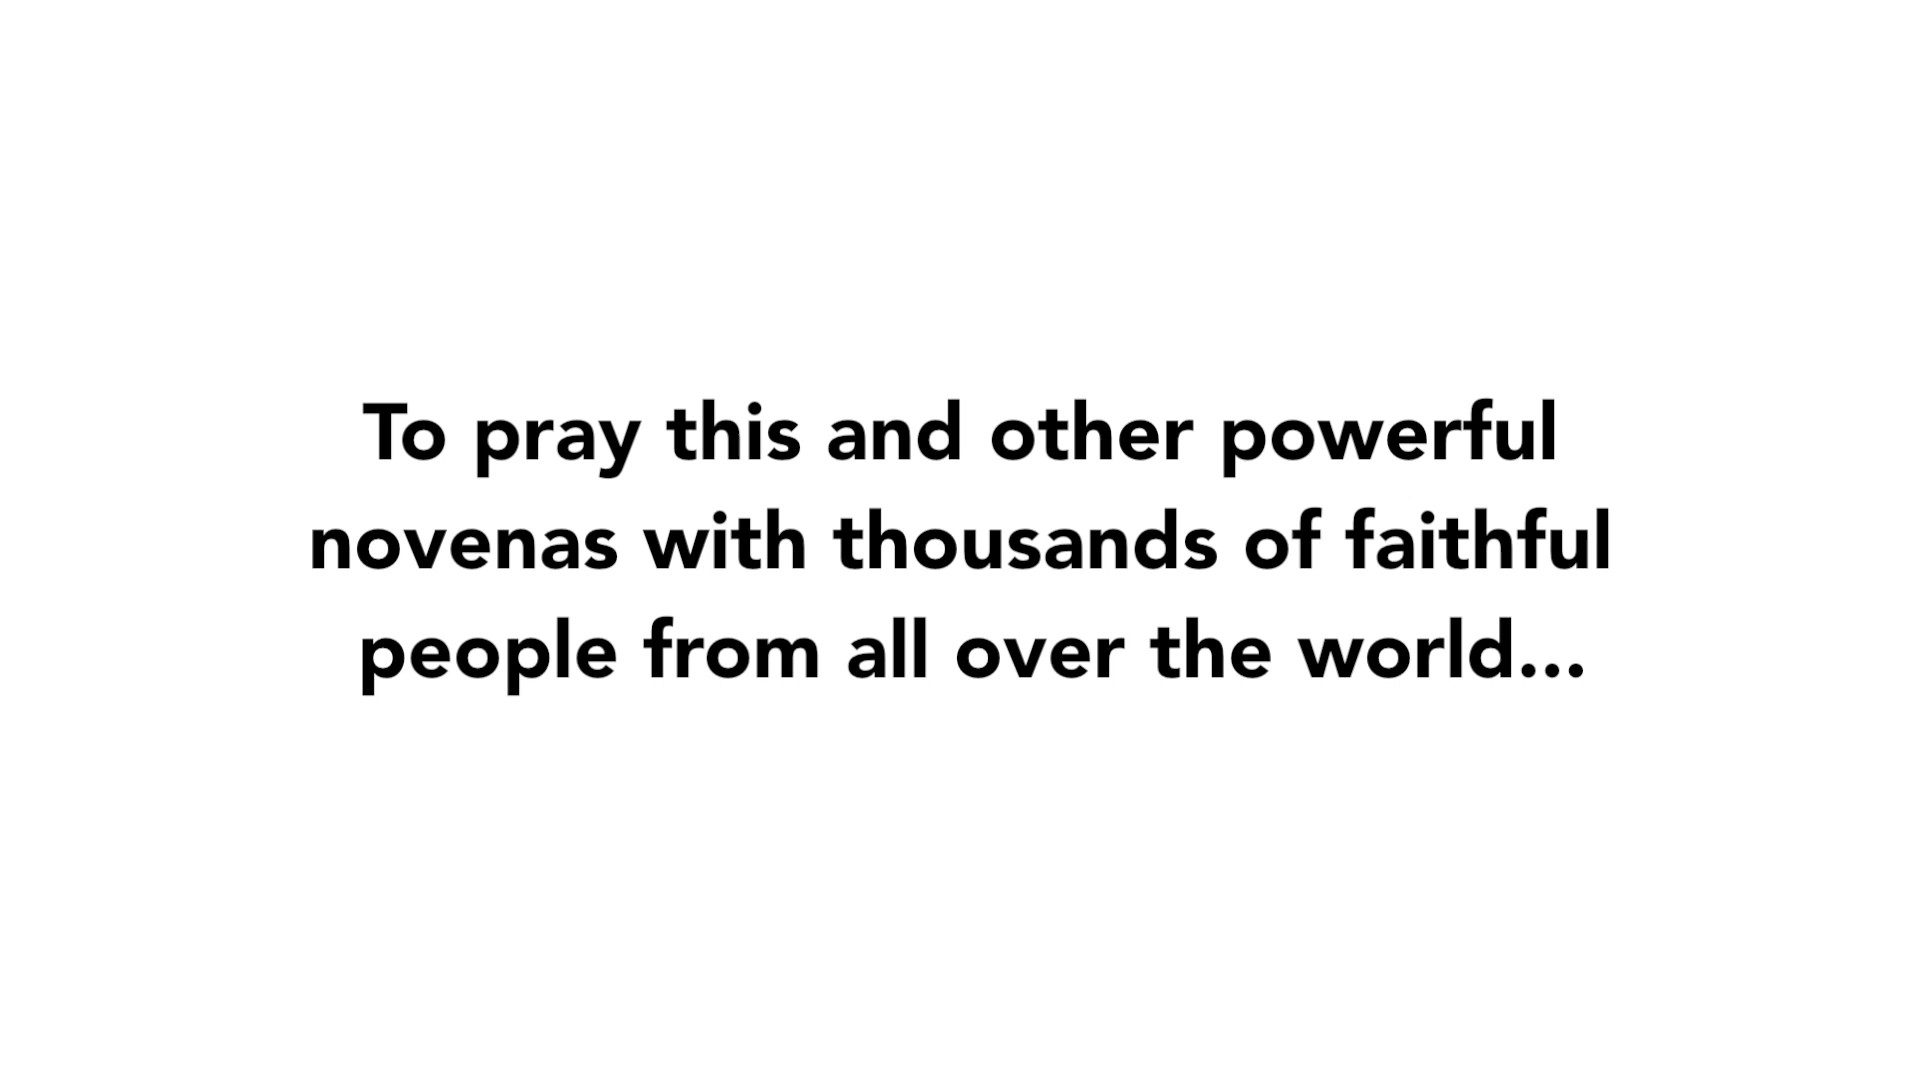 To pray this and other powerful
novenas with thousands of faithful
people from all over the world...